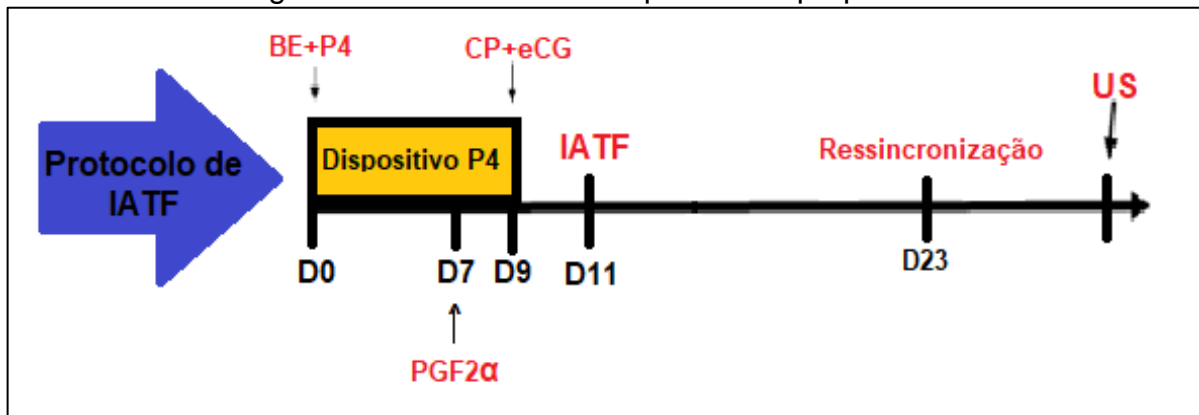 BE+P4
CP+eCG
US
Protocolo de
IATF
Dispositivo P4
IATF
Ressincronização
D0
D7
D9
D11
D23
PGF2α